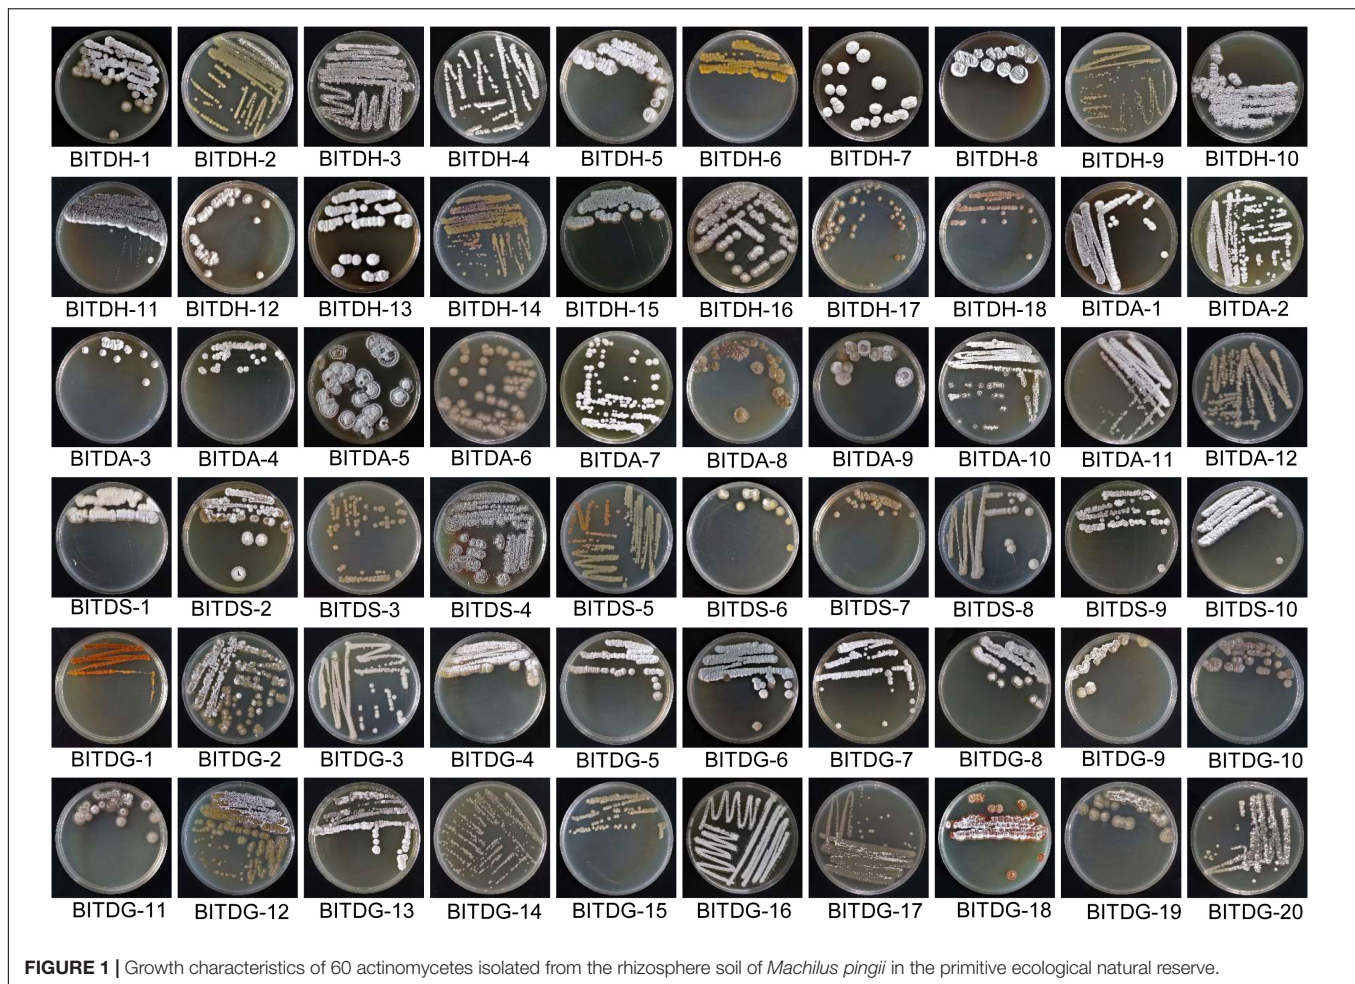 BITDH-1 BITDH-2 BITDH-3 BITDH-4 BITDH-5 BITDH-6 BITDH-7 BITDH-8 BITDH-9 BITDH-10
BITDH-11 BITDH-12 BITDH-13 BITDH-14 BITDH-15 BITDH-16 BITDH-17 BITDH-18 BITDA-1 BITDA-2
BITDA-3 BITDA-4 BITDA-5 BITDA-6 BITDA-7 BITDA-8 BITDA-9 BITDA-10 BITDA-11 BITDA-12
BITDS-1 BITDS-2 BITDS-3 BITDS-4 BITDS-5 BITDS-6 BITDS-7 BITDS-8 BITDS-9 BITDS-10
BITDG-1 BITDG-2 BITDG-3 BITDG-4 BITDG-5 BITDG-6 BITDG-7 BITDG-8 BITDG-9 BITDG-10
BITDG-11 BITDG-12 BITDG-13 BITDG-14 BITDG-15 BITDG-16 BITDG-17 BITDG-18 BITDG-19 BITDG-20
FIGURE 1 | Growth characteristics of 60 actinomycetes isolated from the rhizosphere soil of Machilus pingii in the primitive ecological natural reserve.